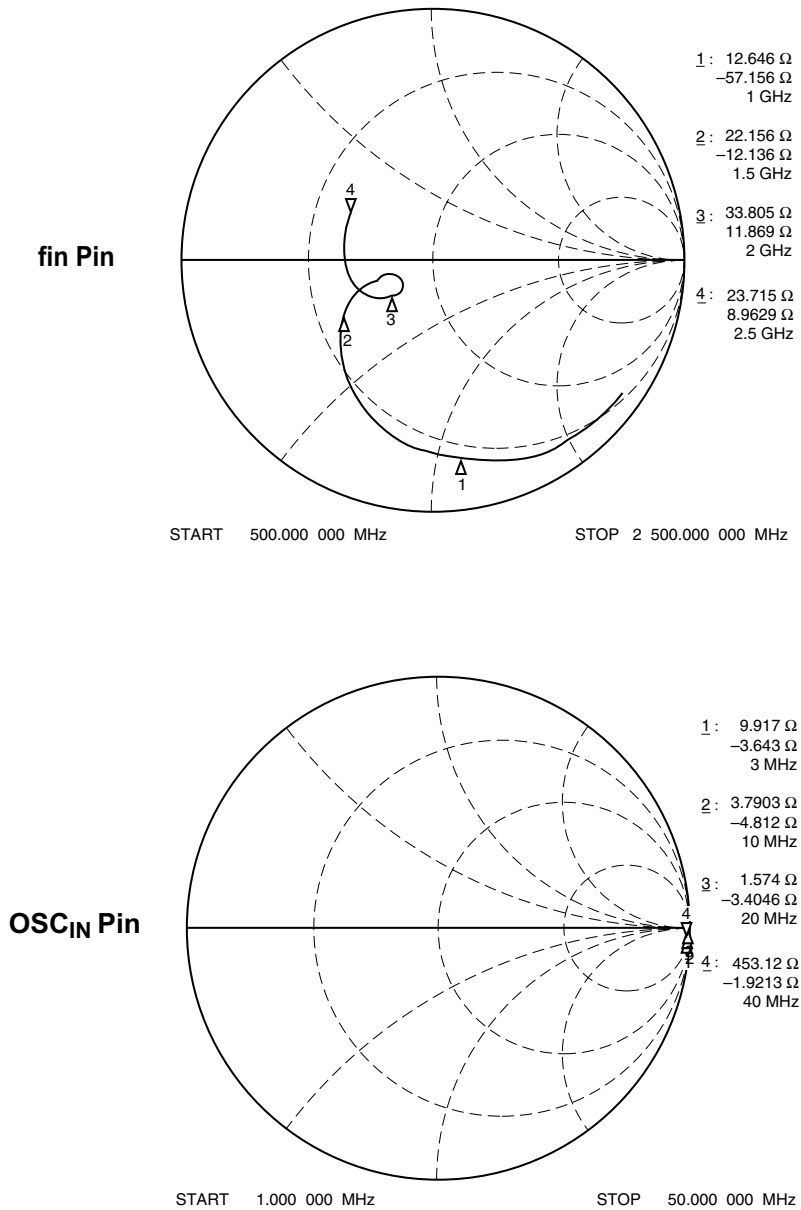 1 : 12.646 Ω
–57.156 Ω
1 GHz
2 : 22.156 Ω
–12.136 Ω
1.5 GHz
3 : 33.805 Ω
11.869 Ω
2 GHz
4 : 23.715 Ω
8.9629 Ω
2.5 GHz
fin Pin
4
3
2
1
START 500.000 000 MHz
STOP 2 500.000 000 MHz
1 : 9.917 Ω
–3.643 Ω
3 MHz
2 : 3.7903 Ω
–4.812 Ω
10 MHz
3 : 1.574 Ω
–3.4046 Ω
20 MHz
4 : 453.12 Ω
–1.9213 Ω
40 MHz
OSCIN Pin
4
START 1.000 000 MHz
STOP 50.000 000 MHz